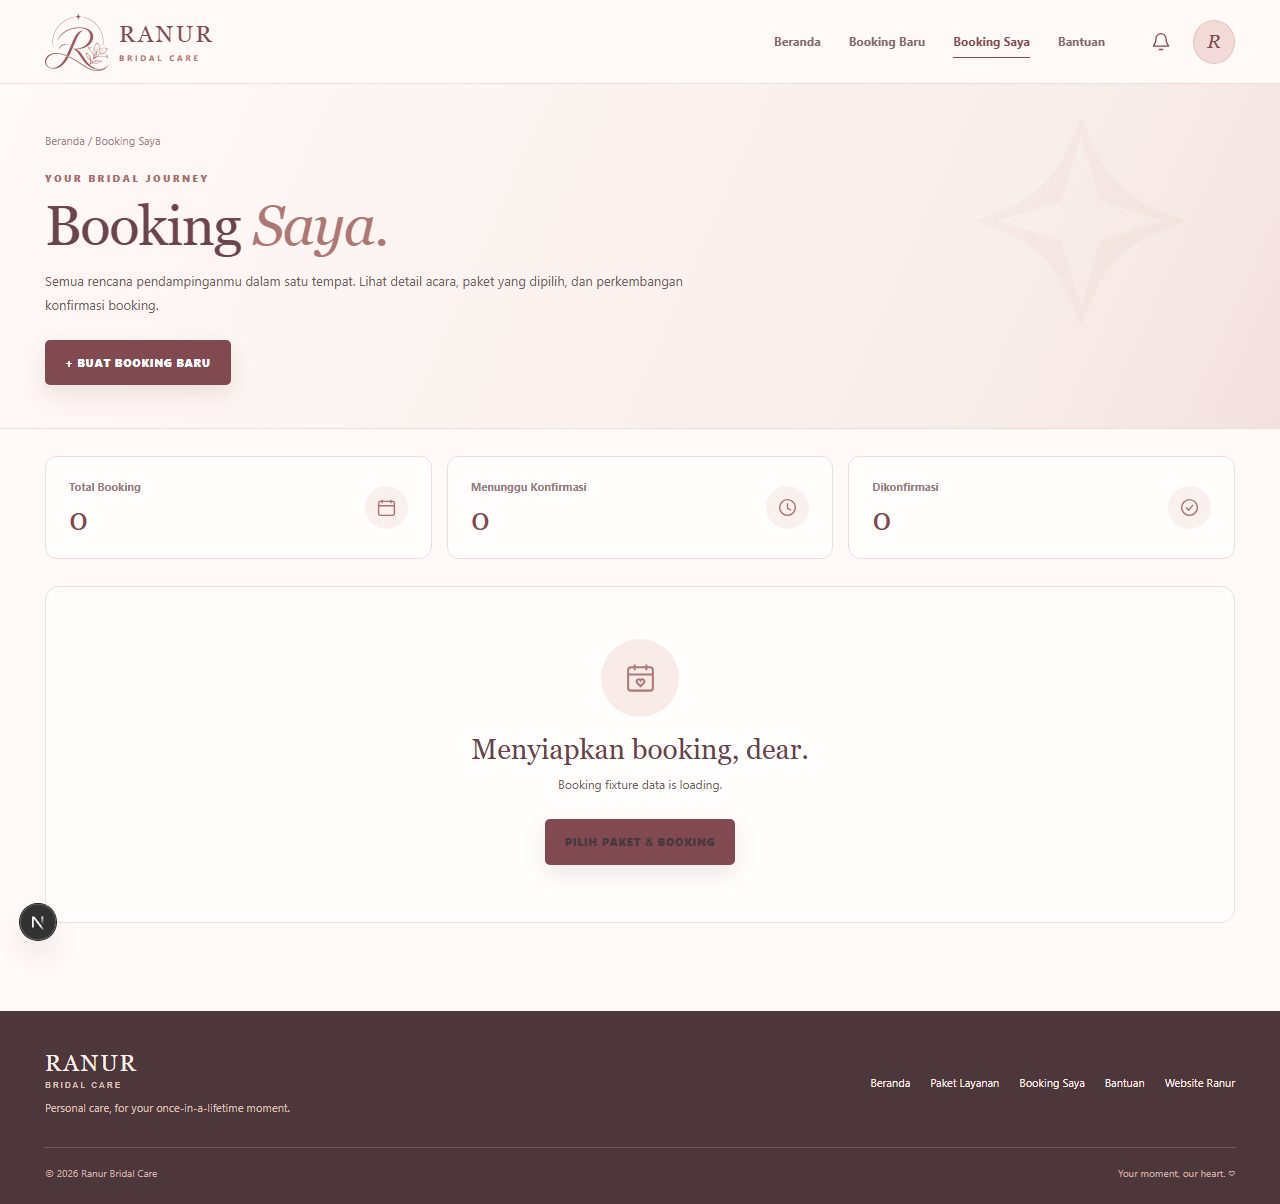 RANUR
BRIDAL CARE
Beranda
Booking Baru
Booking Saya
Bantuan
R
Beranda / Booking Saya
YOUR BRIDAL JOURNEY
Booking Saya.
Semua rencana pendampinganmu dalam satu tempat. Lihat detail acara, paket yang dipilih, dan perkembangan
konfirmasi booking.
+ BUAT BOOKING BARU
Total Booking
0
Menunggu Konfirmasi
0
Dikonfirmasi
0
Menyiapkan booking, dear.
Booking fixture data is loading.
PILIH PAKET & BOOKING
N
RANUR
BRIDAL CARE
Personal care, for your once-in-a-lifetime moment.
Beranda
Paket Layanan
Booking Saya
Bantuan
Website Ranur
© 2026 Ranur Bridal Care
Your moment, our heart. ♡